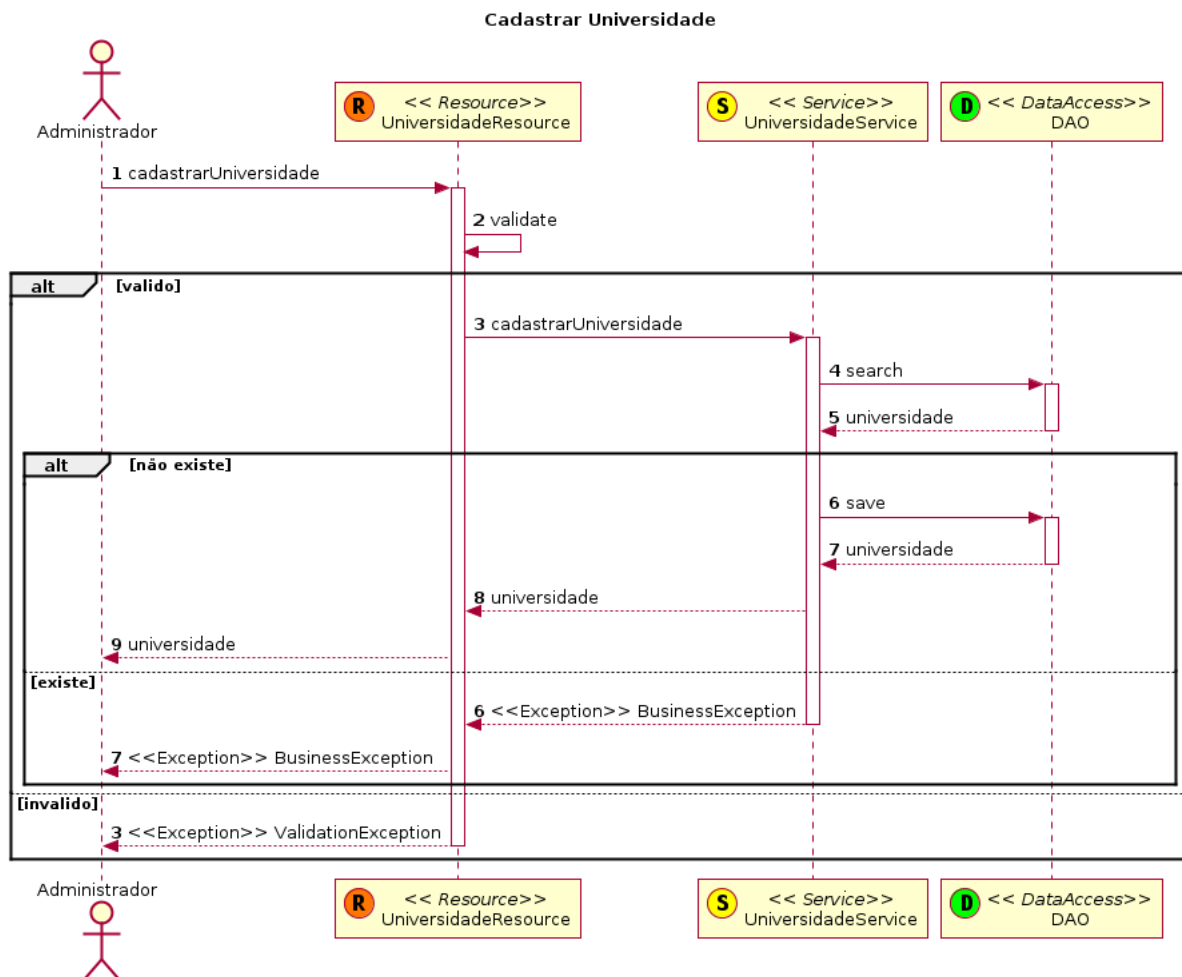 Cadastrar Universidade
Administrador
R
<< Resource>>
UniversidadeResource
S
<< Service>>
UniversidadeService
D
<< DataAccess>>
DAO
1 cadastrarUniversidade
2 validate
alt [valido]
3 cadastrarUniversidade
4 search
5 universidade
alt [não existe]
6 save
7 universidade
8 universidade
9 universidade
[existe]
6 <<Exception>> BusinessException
7 <<Exception>> BusinessException
[invalido]
3 <<Exception>> ValidationException
Administrador
R
<< Resource>>
UniversidadeResource
S
<< Service>>
UniversidadeService
D
<< DataAccess>>
DAO